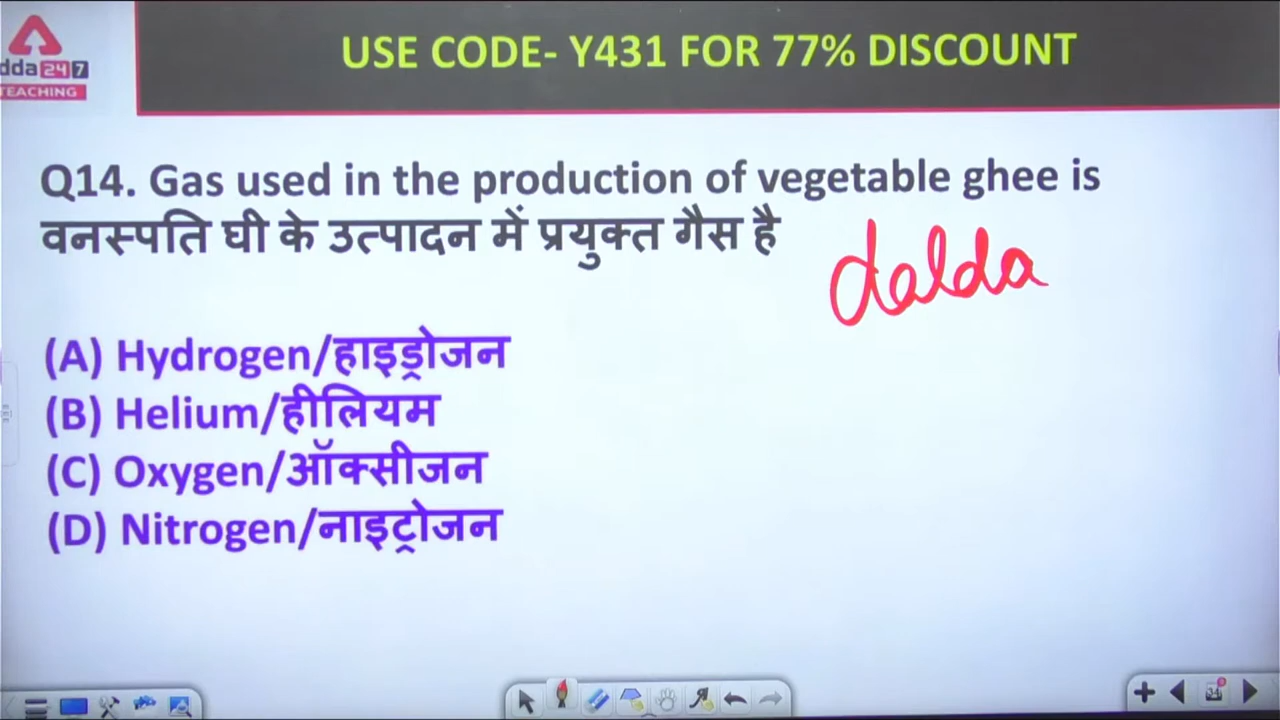 USE CODE- Y431 FOR 77% DISCOUNT
dda 247
TEACHING
Q14. Gas used in the production of vegetable ghee is
वनस्पति घी के उत्पादन में प्रयुक्त गैस है
dalda
(A) Hydrogen/हाइड्रोजन
(B) Helium/हीलियम
(C) Oxygen/ऑक्सीजन
(D) Nitrogen/नाइट्रोजन